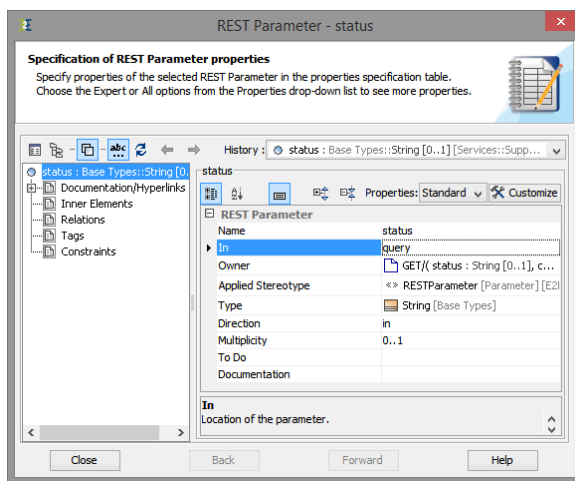 REST Parameter - status
Specification of REST Parameter properties
Specify properties of the selected REST Parameter in the properties specification table.
Choose the Expert or All options from the Properties drop-down list to see more properties.
History : status : Base Types::String [0..1] [Services::Supp...
status : Base Types::String [0.
Documentation/Hyperlinks
Inner Elements
Relations
Tags
Constraints
status
Properties: Standard Customize
REST Parameter
Name status
In query
Owner GET/( status : String [0..1], c...
Applied Stereotype «» RESTParameter [Parameter] [E2I
Type String [Base Types]
Direction in
Multiplicity 0..1
To Do
Documentation
In
Location of the parameter.
Close Back Forward Help